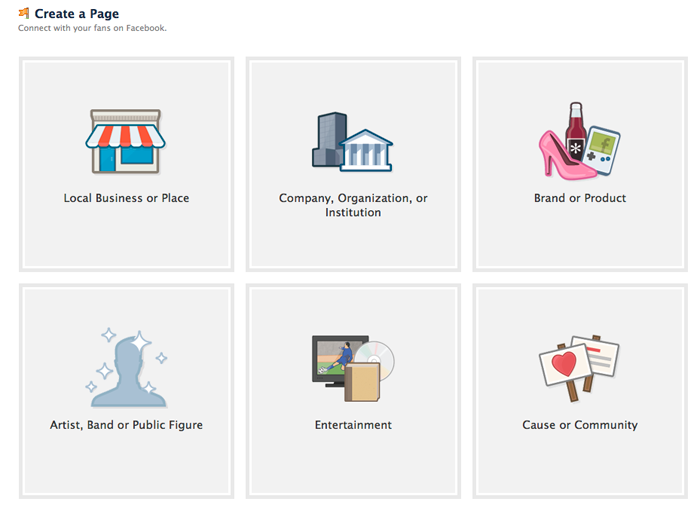 Create a Page
Connect with your fans on Facebook.
Local Business or Place
Company, Organization, or
Institution
Brand or Product
Artist, Band or Public Figure
Entertainment
Cause or Community